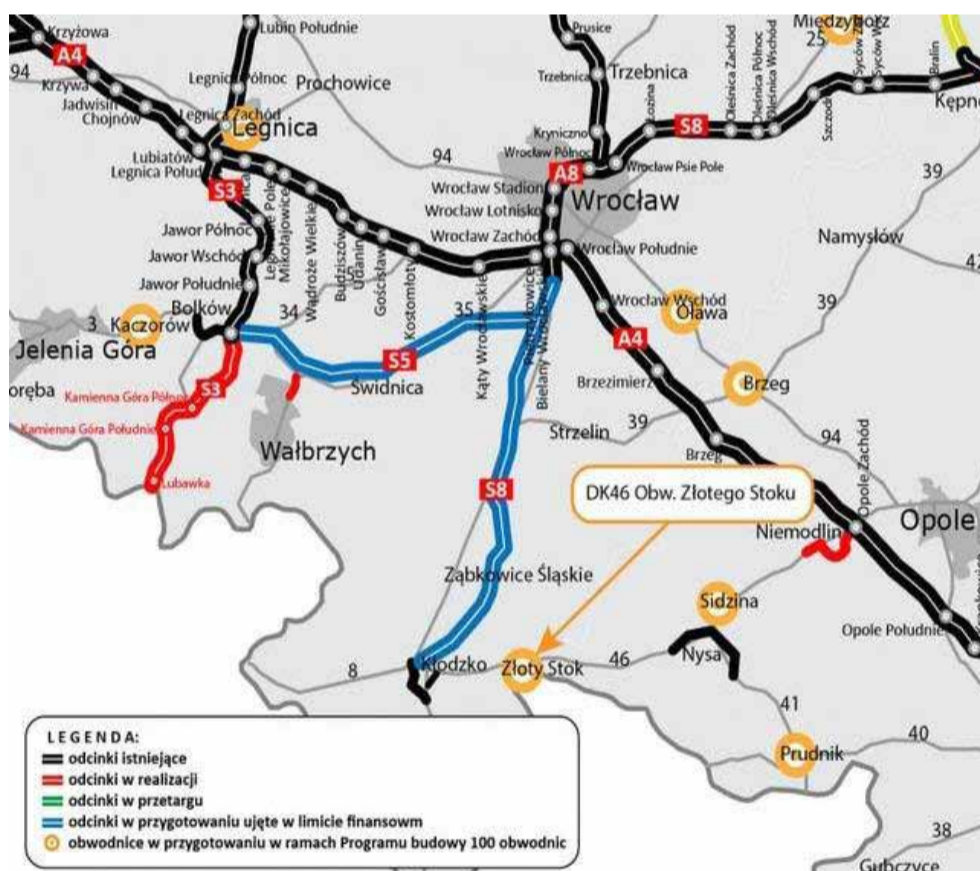 Krzyżowa
A4
94
Krzywa
Jadwisin
Chojnów
Lubiatów
Legnica Połud
Lubin Południe
Legnica Północ
Legnica Zachód
Legnica
Prochowice
94
S3
Jawor Północ
Jawor Wschód
Jawor Południe
Mikołajowice
Wądroże Wielkie
Budziszów
Udanin
Gościsław
Kostomłoty
Kąty Wrocławskie
Bielany Wrocławskie
Prusice
Trzebnica
Trzebnica
Kryniczno
Wrocław Północ
A8
Wrocław Stadion
Wrocław Lotnisko
Wrocław Zachód
Wrocław
Wrocław Psie Pole
Wrocław Południe
Wrocław Wschód
Łozina
S8
Oleśnica Zachód
Oleśnica Północ
Oleśnica Wschód
Międzybórz
25
Bralin
Kępno
39
Namysłów
42
39
Bolków
3
Kaczorów
Jelenia Góra
oręba
34
35
S5
Świdnica
S3
Kamienna Góra Północ
Kamienna Góra Południe
Lubawka
Wałbrzych
Oława
A4
Brzezimierz
Brzeg
39
Strzelin
Brzeg
94
Opole Zachód
S8
DK46 Obw. Złotego Stoku
Niemodlin
Opole
Ząbkowice Śląskie
Sidzina
Opole Południe
8
Kłodzko
Złoty Stok
46
Nysa
41
Prudnik
40
38
Gubczyce
LEGENDA:
odcinki istniejące
odcinki w realizacji
odcinki w przetargu
odcinki w przygotowaniu ujęte w limicie finansowm
obwodnice w przygotowaniu w ramach Programu budowy 100 obwodnic